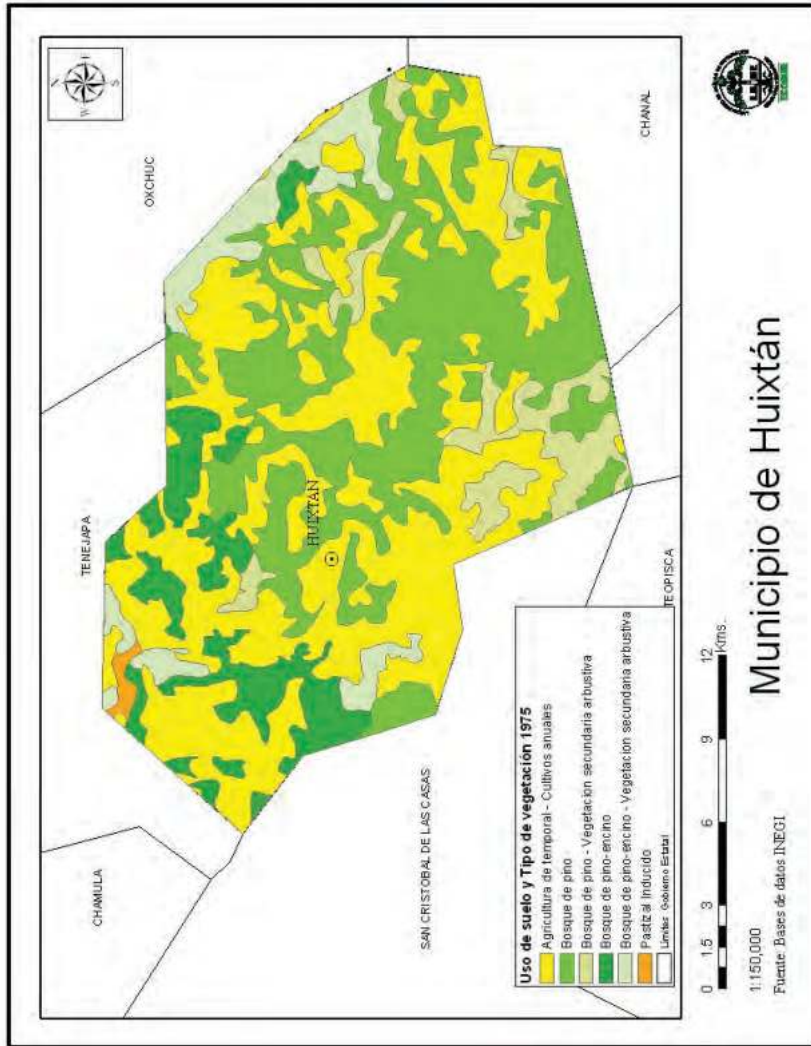 N
W
S
OXCHUC
TENEJAPA
CHAMULA
HUIXTÁN
SAN CRISTOBAL DE LAS CASAS
CHANAL
TEOPISCA
Uso de suelo y Tipo de vegetación 1975
Agricultura de temporal - Cultivos anuales
Bosque de pino
Bosque de pino - Vegetacion secundaria arbustiva
Bosque de pino-encino
Bosque de pino-encino - Vegetacion secundaria arbustiva
Pastizal Inducido
Limites Gobierno Estatal
0 1.5 3 6 9 12
Kms.
1:150,000
Fuente: Bases de datos INEGI
Municipio de Huixtán